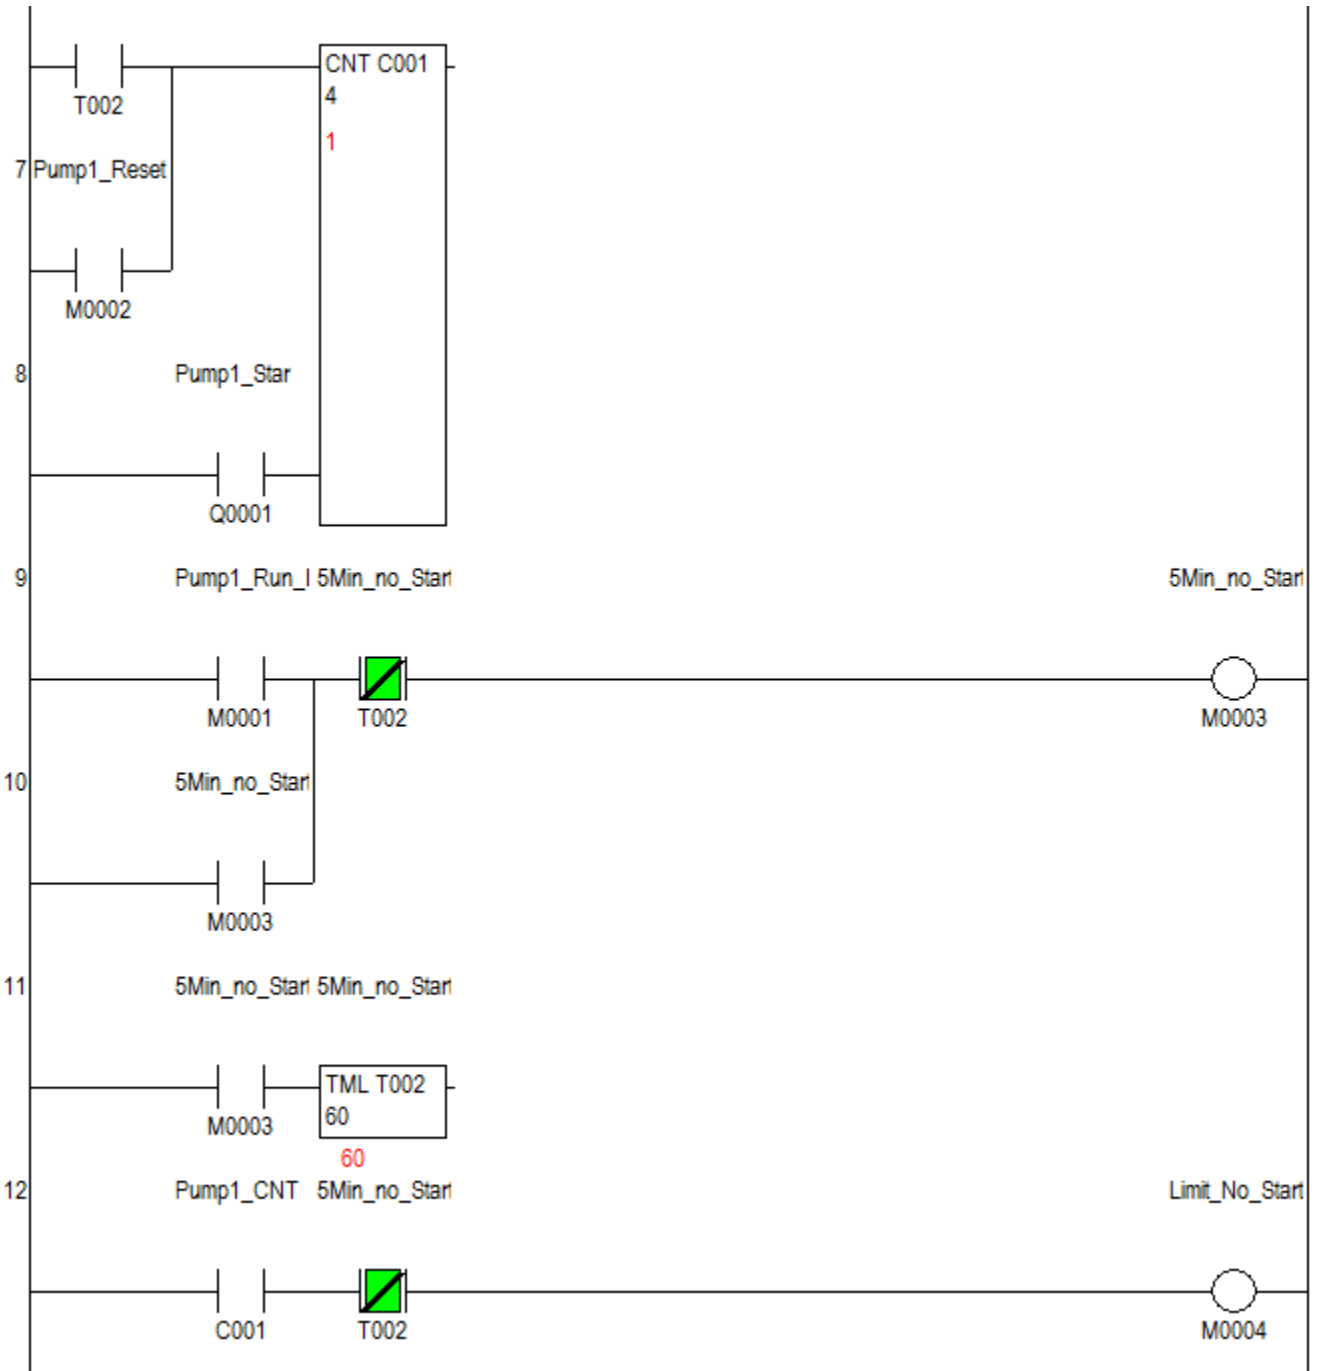 CNT C001
4
1
T002
7 Pump1_Reset
M0002
8 Pump1_Star
Q0001
9 Pump1_Run_I 5Min_no_Start 5Min_no_Start
M0001 T002 M0003
10 5Min_no_Start
M0003
11 5Min_no_Start 5Min_no_Start
TML T002
60
M0003
60
12 Pump1_CNT 5Min_no_Start Limit_No_Start
C001 T002 M0004